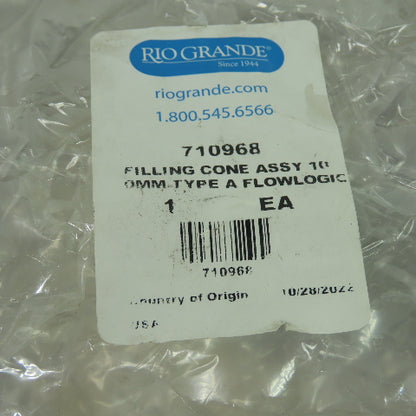 RIO GRANDE®
Since 1944
riogrande.com
1.800.545.6566
710968
FILLING CONE ASSY 10
0MM TYPE A FLOWLOGIC
1 EA
710968
Country of Origin 10/28/2022
USA